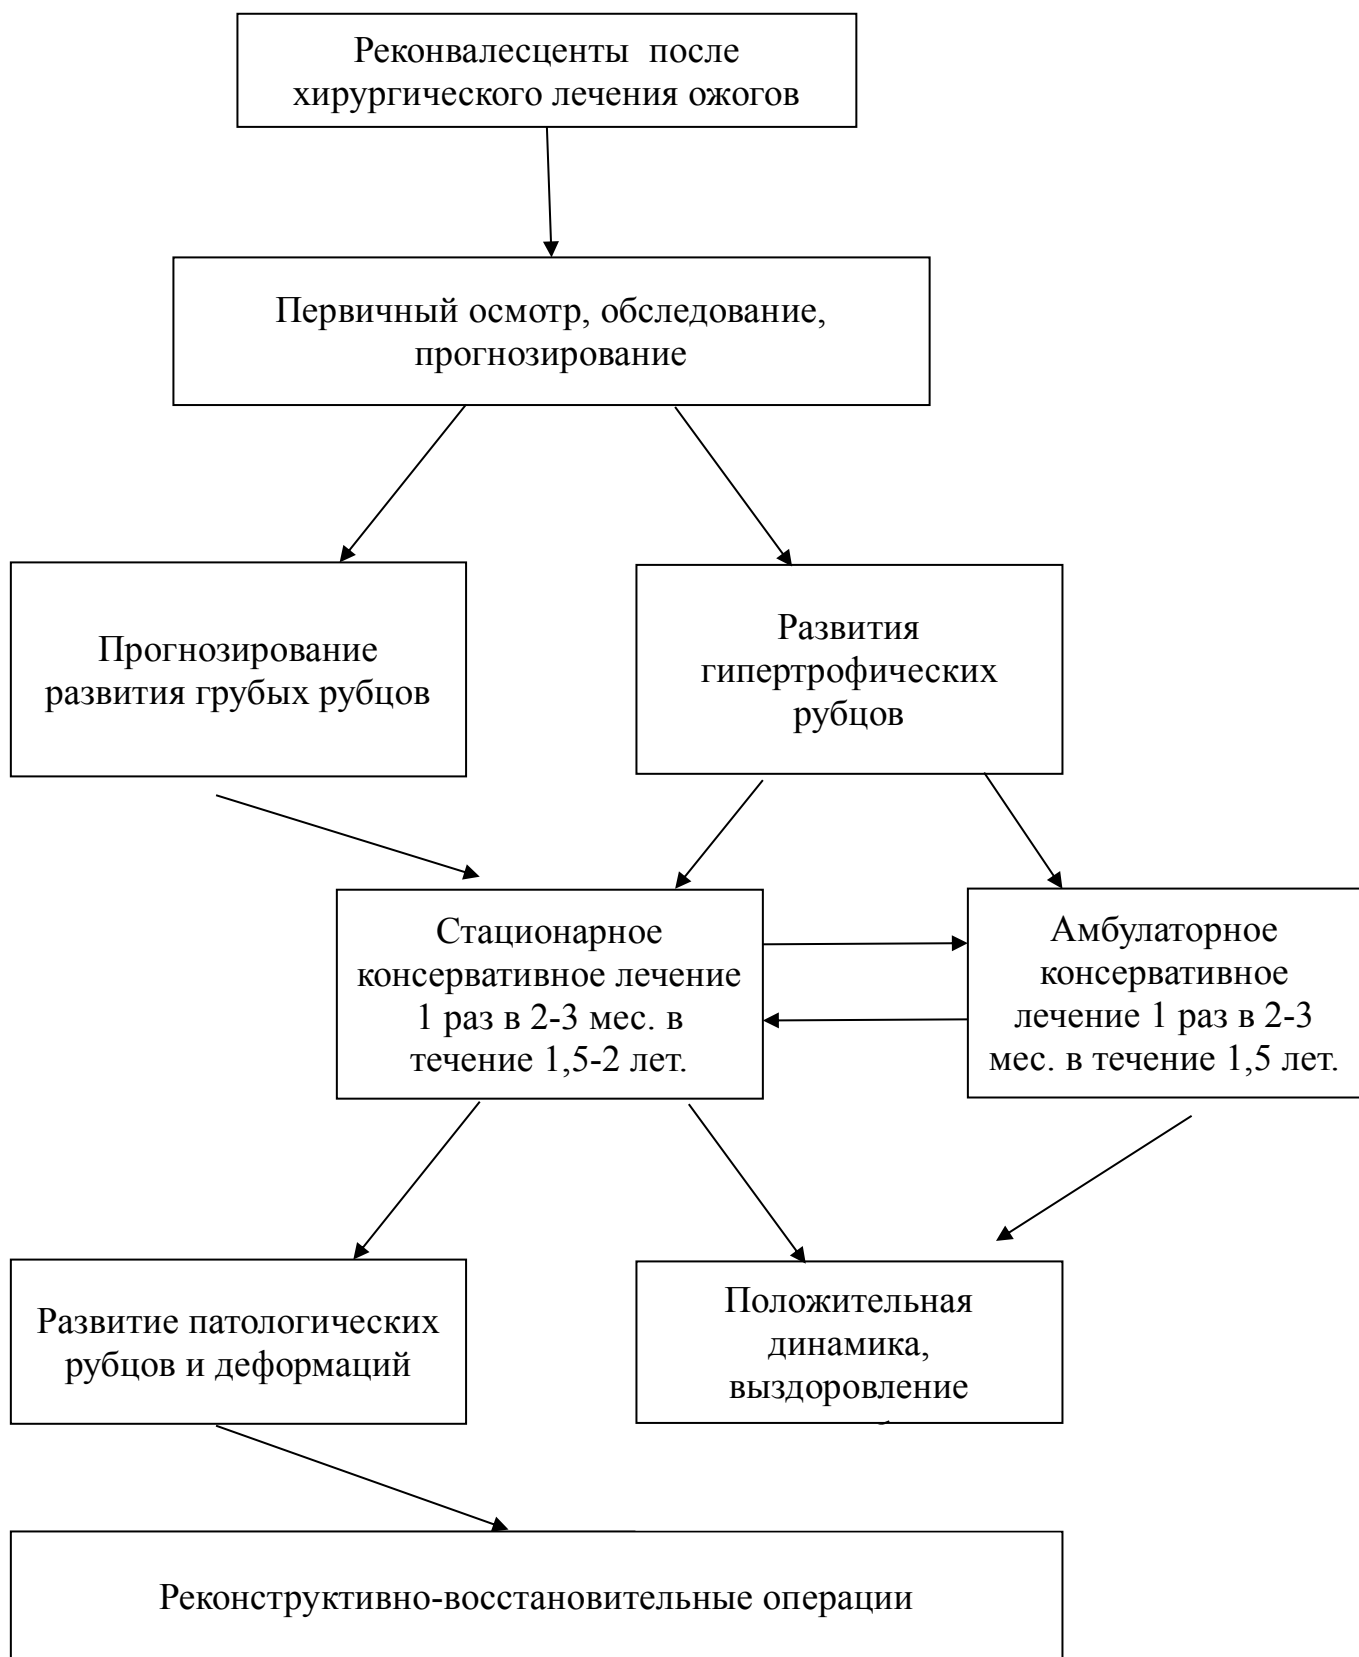 Реконвалесценты после
хирургического лечения ожогов
Первичный осмотр, обследование,
прогнозирование
Прогнозирование
развития грубых рубцов
Развития
гипертрофических
рубцов
Стационарное
консервативное лечение
1 раз в 2-3 мес. в
течение 1,5-2 лет.
Амбулаторное
консервативное
лечение 1 раз в 2-3
мес. в течение 1,5 лет.
Развитие патологических
рубцов и деформаций
Положительная
динамика,
выздоровление
Реконструктивно-восстановительные операции